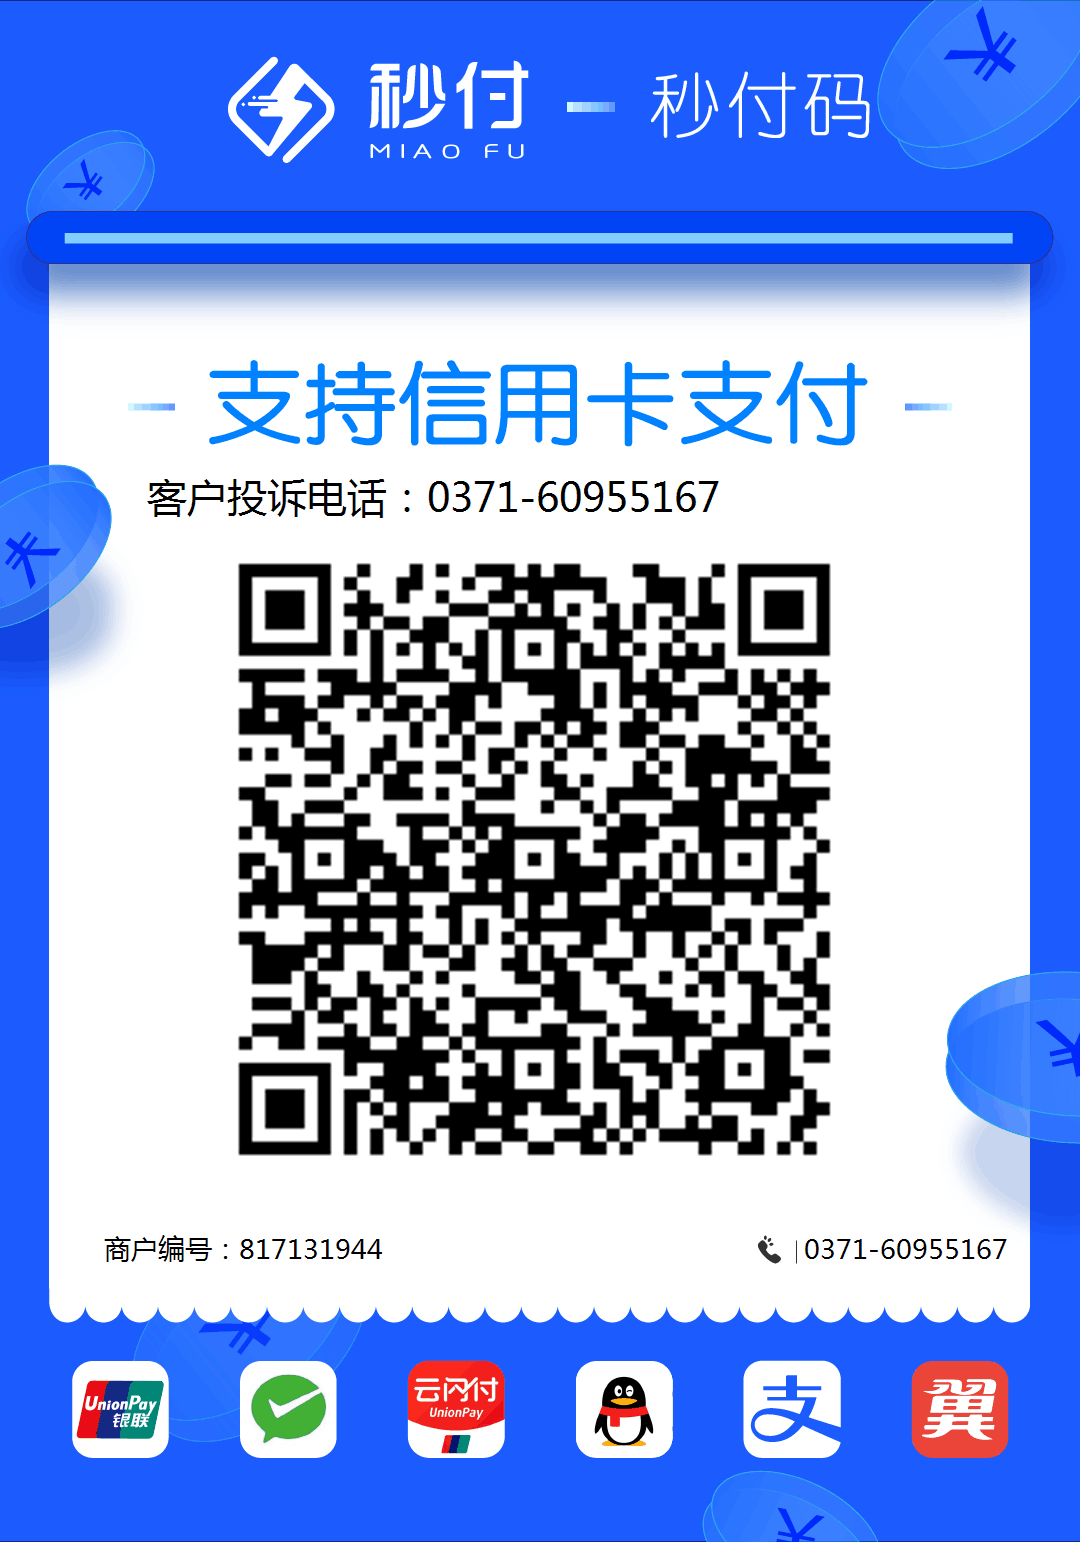 秒付 秒付码
MIAO FU
支持信用卡支付
客户投诉电话：0371-60955167
商户编号：817131944
0371-60955167
UnionPay
银联
云闪付
UnionPay
支
翼